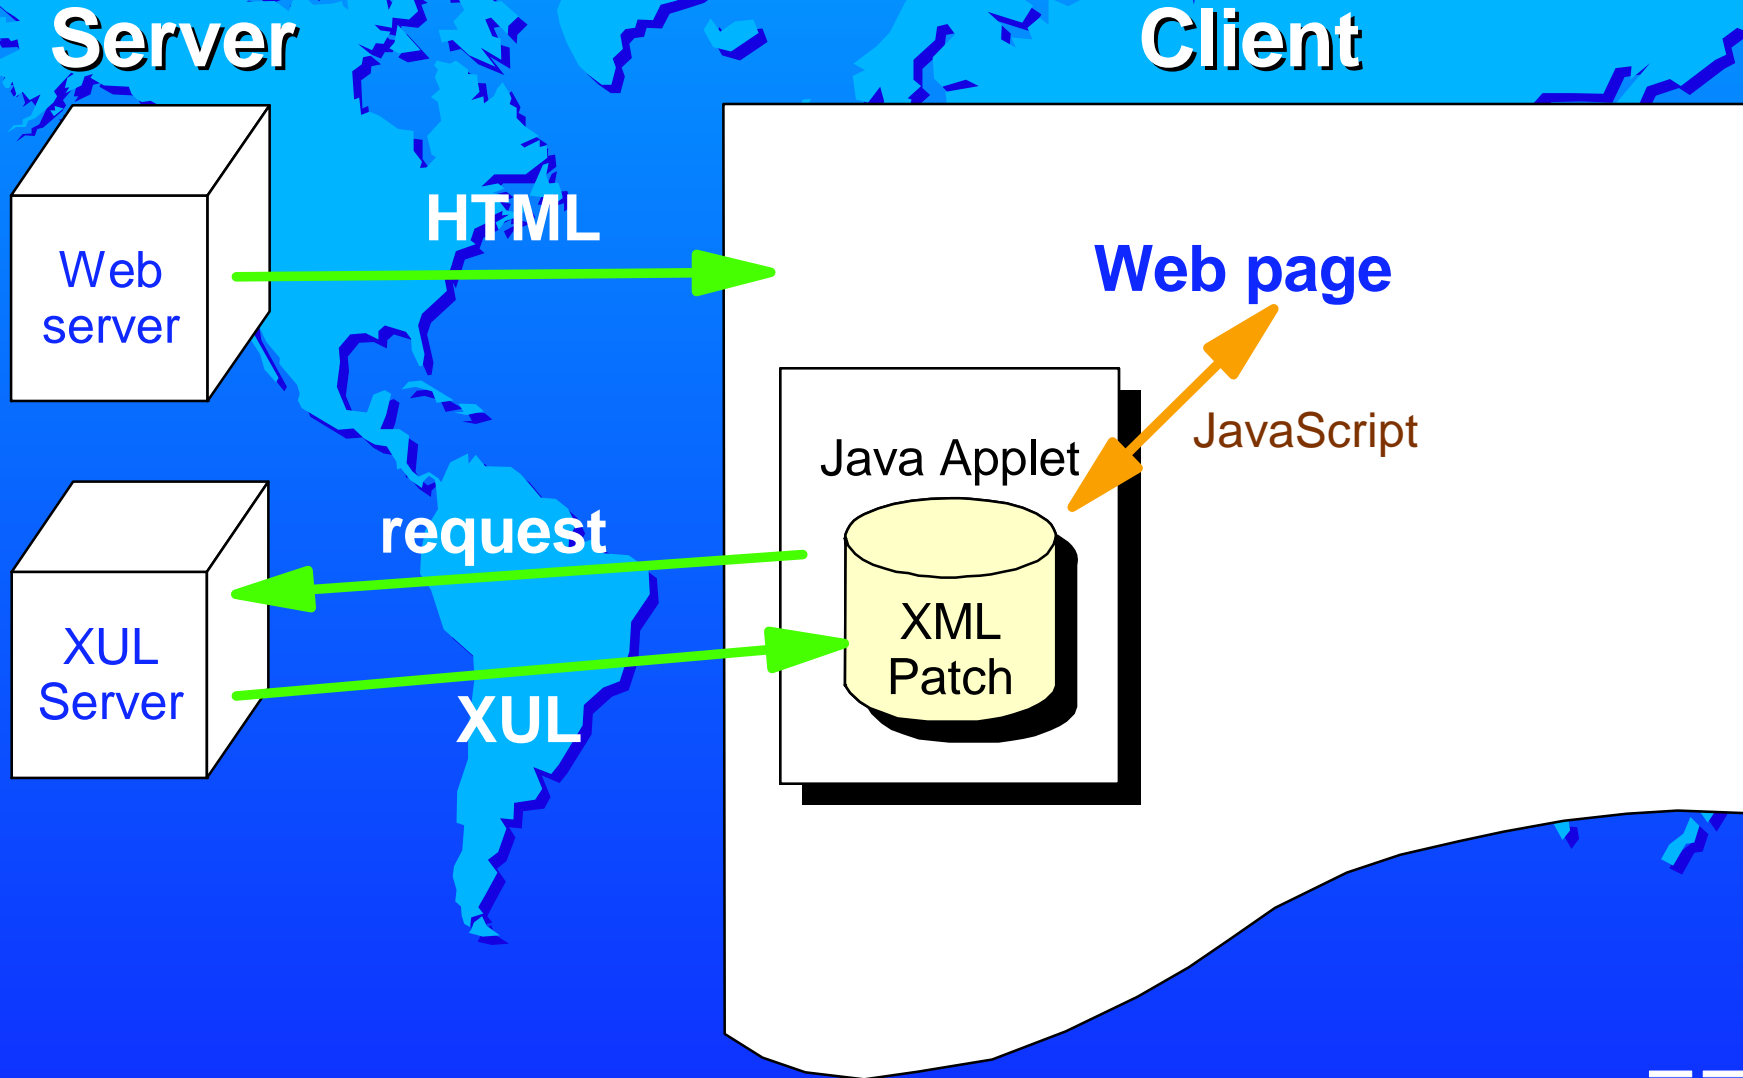 Server
Client
HTML
Web
server
Web page
JavaScript
Java Applet
request
XML
Patch
XUL
Server
XUL